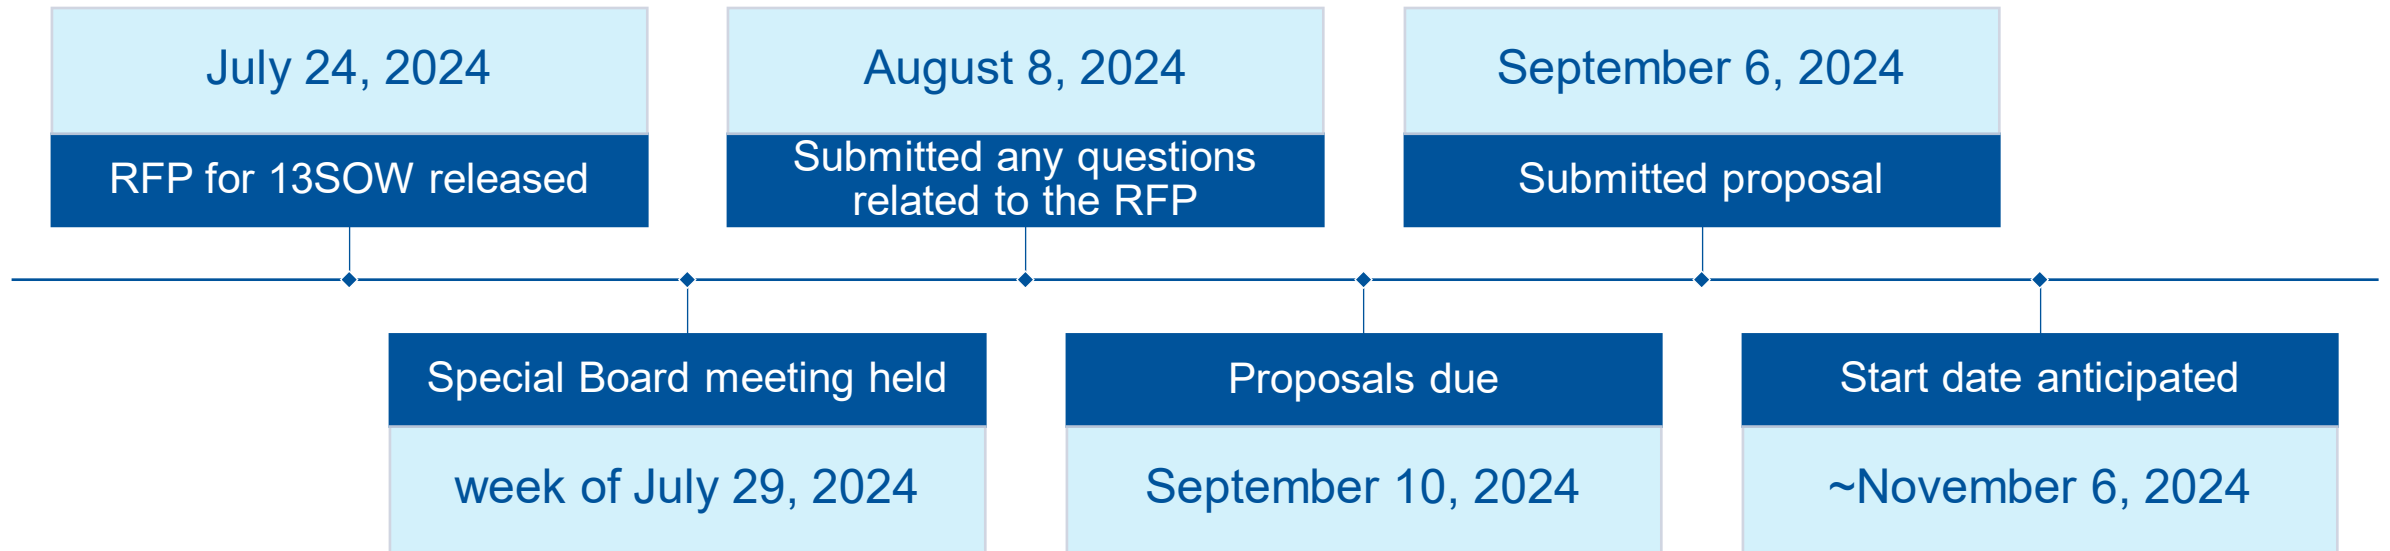 July 24, 2024
RFP for 13SOW released
Special Board meeting held
week of July 29, 2024
August 8, 2024
Submitted any questions
related to the RFP
Proposals due
September 10, 2024
September 6, 2024
Submitted proposal
Start date anticipated
~November 6, 2024